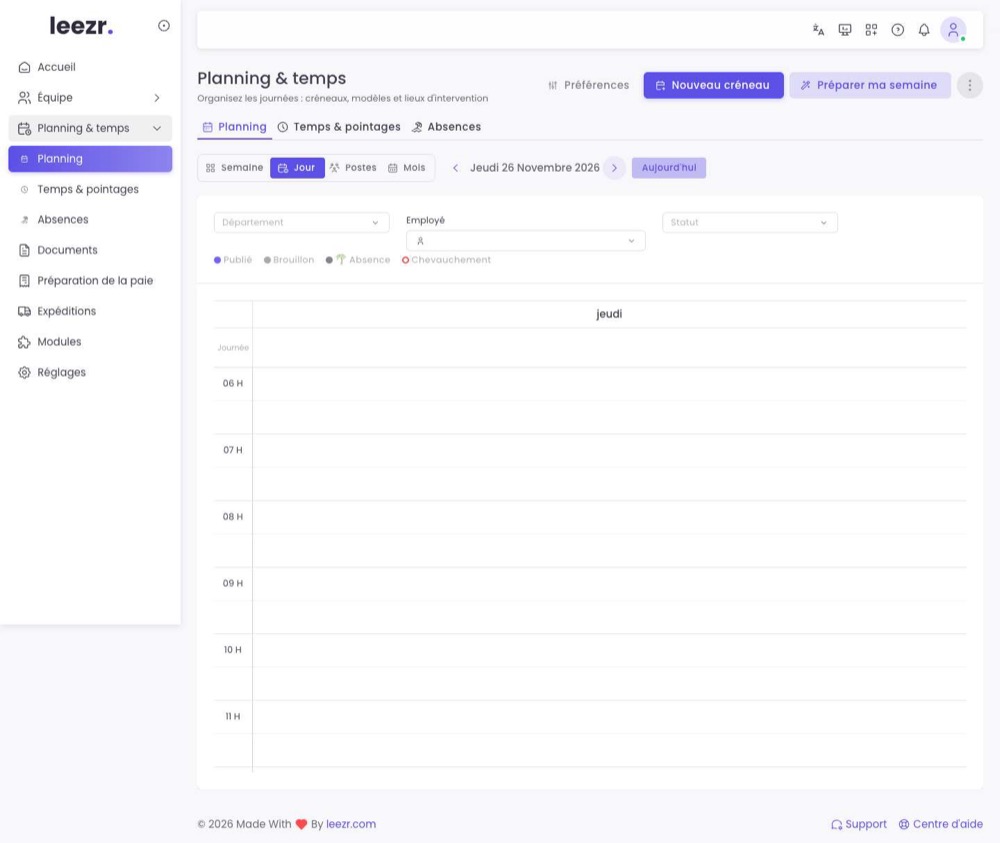 leezr.
Accueil
Équipe
Planning & temps
Planning
Temps & pointages
Absences
Documents
Préparation de la paie
Expéditions
Modules
Réglages
Planning & temps
Organisez les journées : créneaux, modèles et lieux d'intervention
Préférences
Nouveau créneau
Préparer ma semaine
Planning Temps & pointages Absences
Semaine Jour Postes Mois Jeudi 26 Novembre 2026 Aujourd'hui
Département
Employé
Statut
Publié Brouillon Absence Chevauchement
jeudi
Journée
06 H
07 H
08 H
09 H
10 H
11 H
© 2026 Made With ❤ By leezr.com
Support Centre d'aide